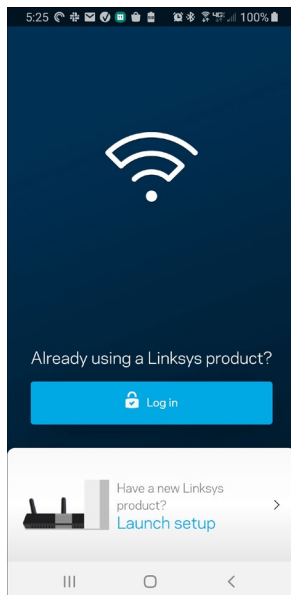 5:25 100%
Already using a Linksys product?
Log in
Have a new Linksys
product?
Launch setup